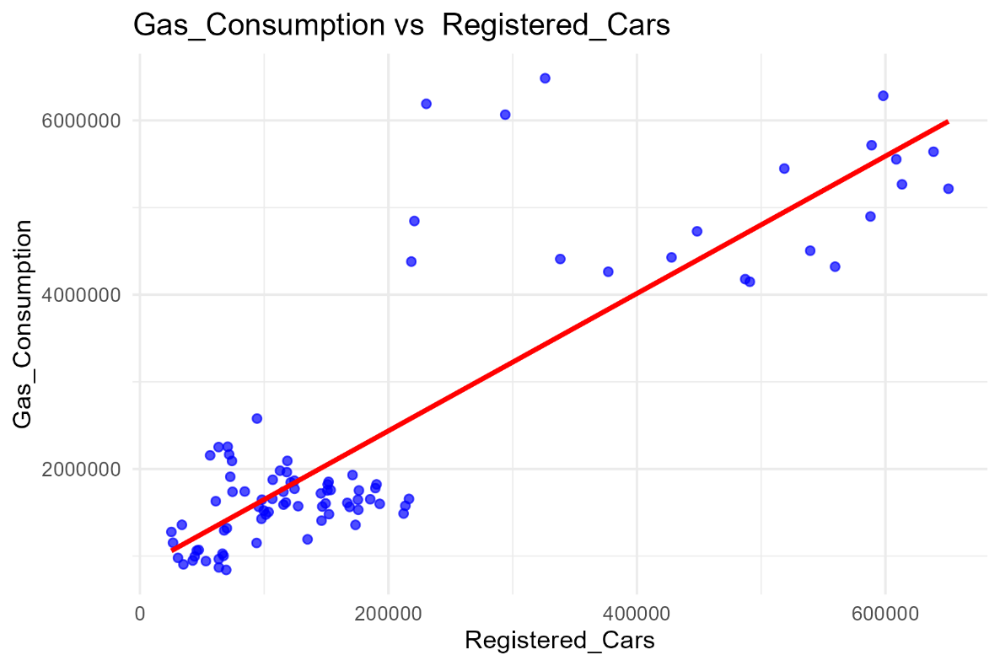 Gas_Consumption vs  Registered_Cars
6000000
4000000
2000000
Gas_Consumption
0 200000 400000 600000
Registered_Cars